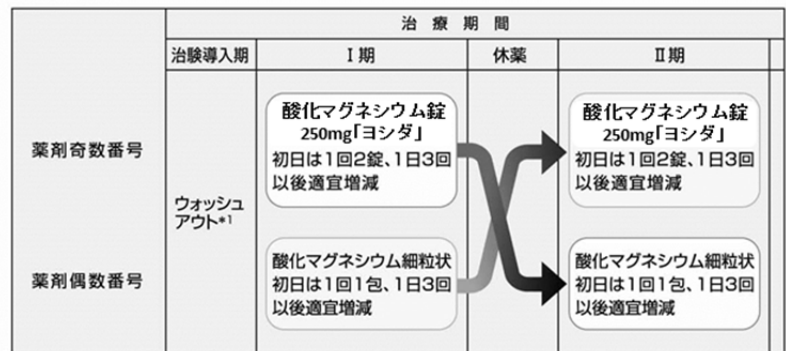 治療期間
治験導入期
Ⅰ期
休薬
Ⅱ期
薬剤奇数番号
ウォッシュ
アウト*1
酸化マグネシウム錠
250mg「ヨシダ」
初日は1回2錠、1日3回
以後適宜増減
酸化マグネシウム錠
250mg「ヨシダ」
初日は1回2錠、1日3回
以後適宜増減
薬剤偶数番号
酸化マグネシウム細粒状
初日は1回1包、1日3回
以後適宜増減
酸化マグネシウム細粒状
初日は1回1包、1日3回
以後適宜増減